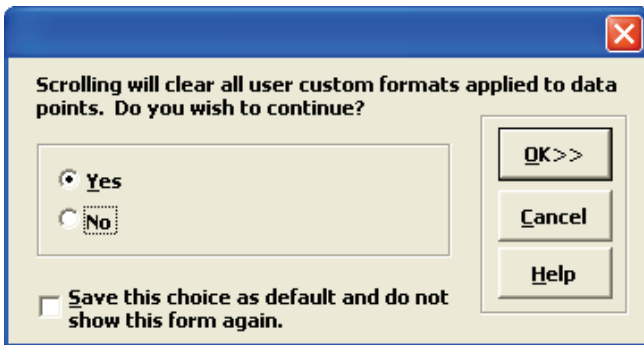 Scrolling will clear all user custom formats applied to data
points. Do you wish to continue?
Yes
No
Save this choice as default and do not
show this form again.
OK>>
Cancel
Help